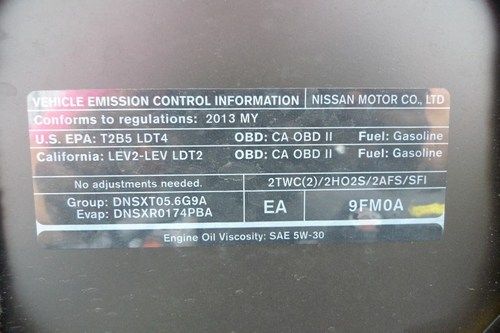 VEHICLE EMISSION CONTROL INFORMATION NISSAN MOTOR CO., LTD
Conforms to regulations: 2013 MY
U.S. EPA: T2B5 LDT4 OBD: CA OBD II Fuel: Gasoline
California: LEV2-LEV LDT2 OBD: CA OBD II Fuel: Gasoline
No adjustments needed. 2TWC(2)/2HO2S/2AFS/SFI
Group: DNSXT05.6G9A
Evap: DNSXR0174PBA
EA 9FM0A
Engine Oil Viscosity: SAE 5W-30